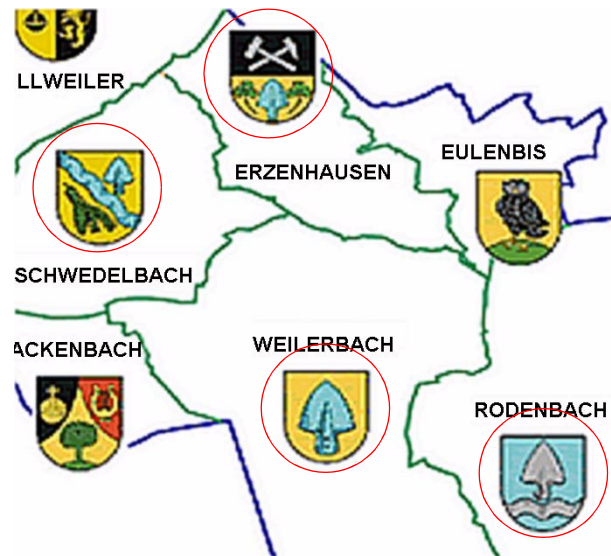 LLWEILER
ERZENHAUSEN
EULENBIS
SCHWEDELBACH
ACKENBACH
WEILERBACH
RODENBACH